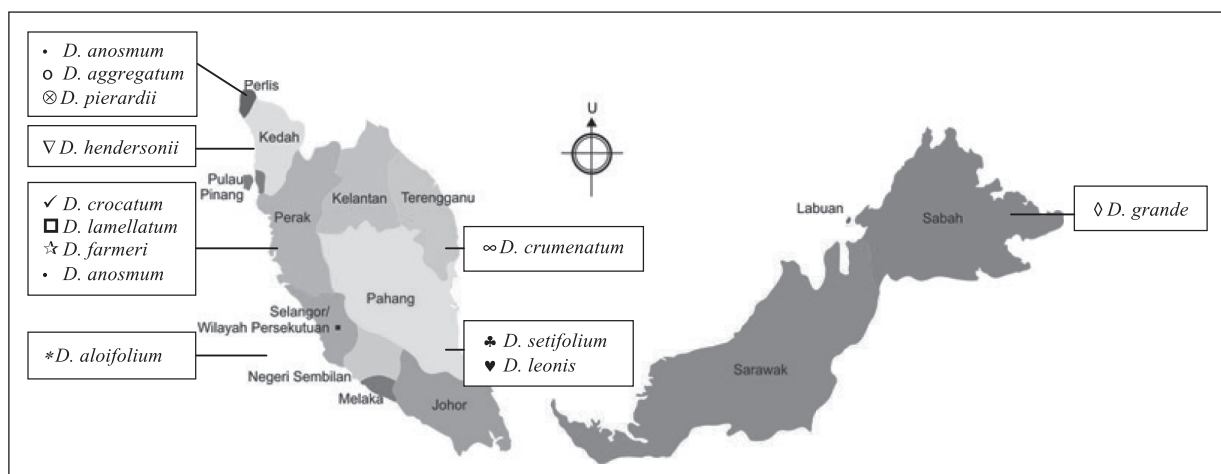 • D. anosmum
o D. aggregatum
⊗ D. pierardii
Perlis
▽ D. hendersonii
Kedah
Pulau
Pinang
✓ D. crocatum
□ D. lamellatum
☆ D. farmeri
• D. anosmum
Perak
Kelantan
Terengganu
∞ D. crumenatum
Pahang
Selangor/
Wilayah Persekutuan
* D. aloifolium
♣ D. setifolium
♥ D. leonis
Negeri Sembilan
Melaka
Johor
U
Labuan
Sabah
◊ D. grande
Sarawak